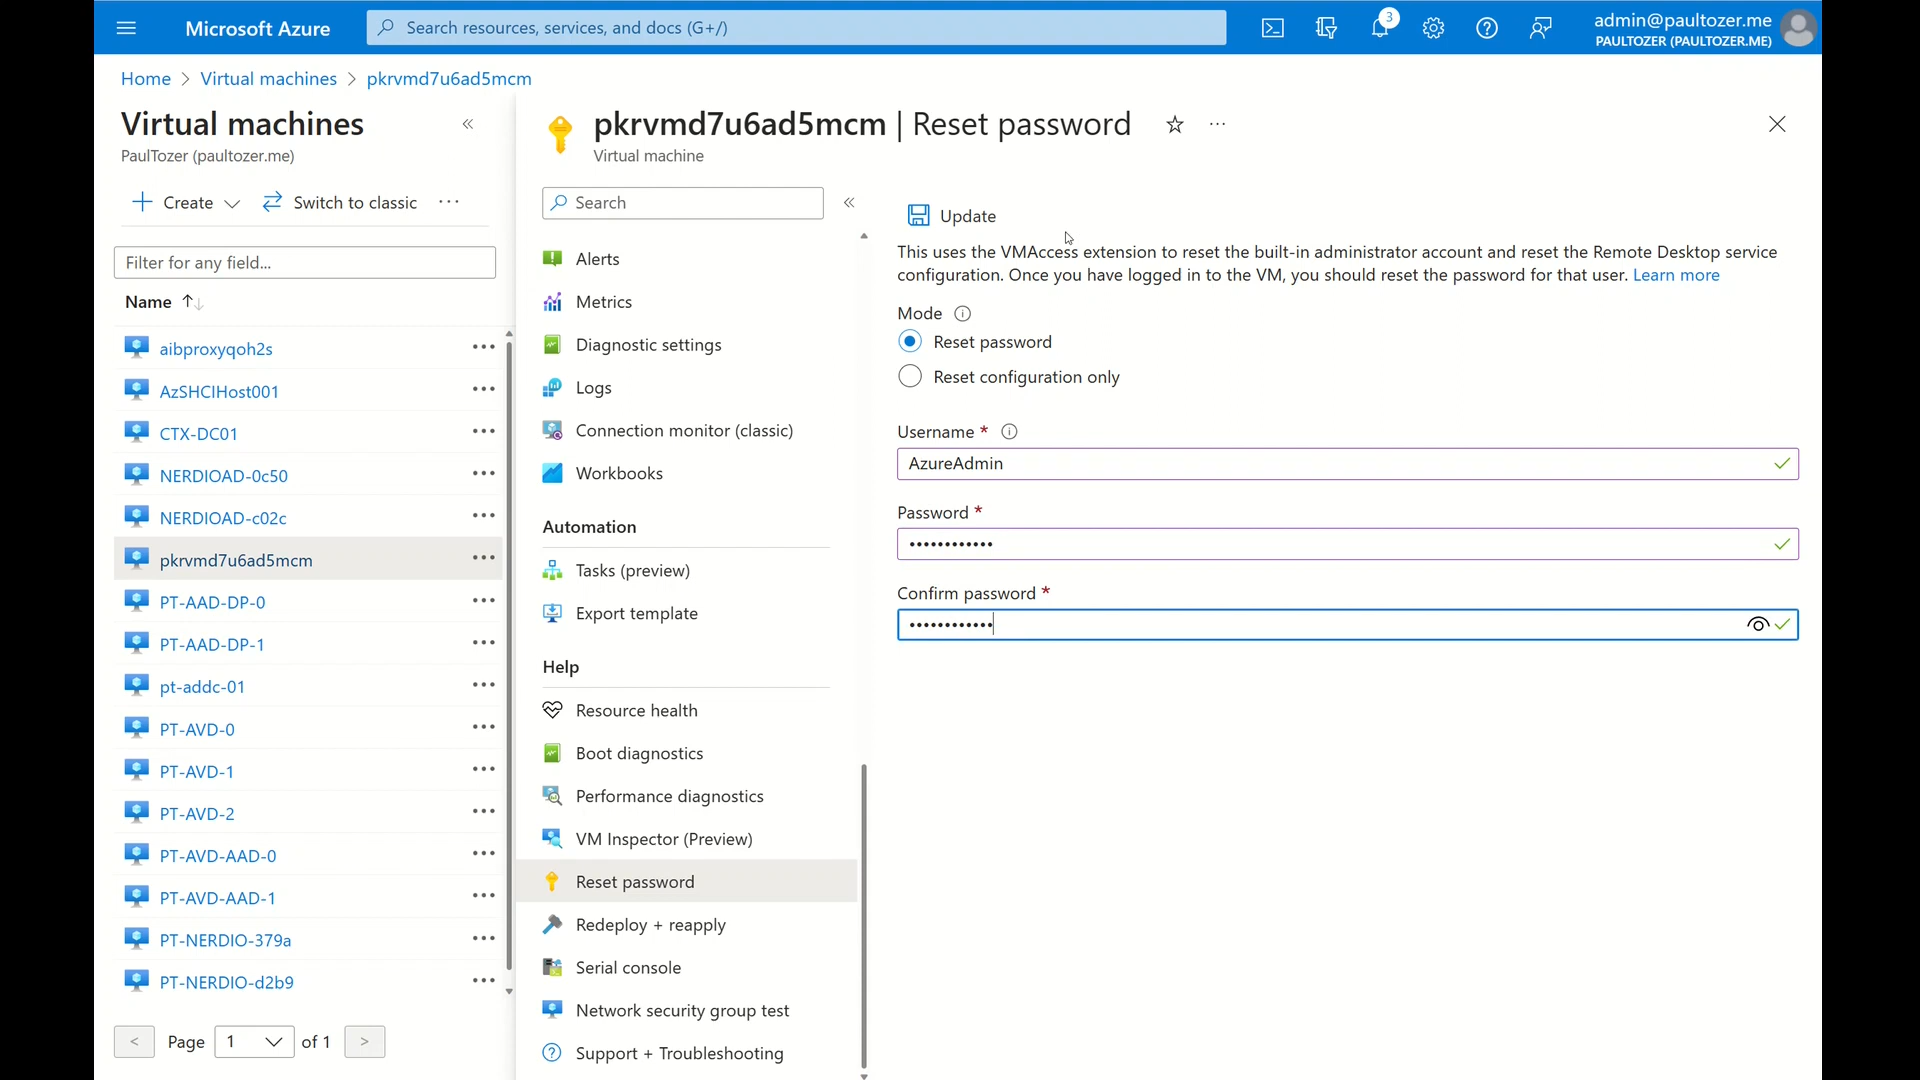 Microsoft Azure
Search resources, services, and docs (G+/)
3
admin@paultozer.me
PAULTOZER (PAULTOZER.ME)
Home > Virtual machines > pkrvmd7u6ad5mcm
Virtual machines
PaulTozer (paultozer.me)
Create
Switch to classic
Filter for any field...
Name
aibproxyqoh2s
AzSHCIHost001
CTX-DC01
NERDIOAD-0c50
NERDIOAD-c02c
pkrvmd7u6ad5mcm
PT-AAD-DP-0
PT-AAD-DP-1
pt-addc-01
PT-AVD-0
PT-AVD-1
PT-AVD-2
PT-AVD-AAD-0
PT-AVD-AAD-1
PT-NERDIO-379a
PT-NERDIO-d2b9
< Page 1 of 1 >
pkrvmd7u6ad5mcm | Reset password
Virtual machine
Search
Alerts
Metrics
Diagnostic settings
Logs
Connection monitor (classic)
Workbooks
Automation
Tasks (preview)
Export template
Help
Resource health
Boot diagnostics
Performance diagnostics
VM Inspector (Preview)
Reset password
Redeploy + reapply
Serial console
Network security group test
Support + Troubleshooting
Update
This uses the VMAccess extension to reset the built-in administrator account and reset the Remote Desktop service
configuration. Once you have logged in to the VM, you should reset the password for that user. Learn more
Mode
Reset password
Reset configuration only
Username *
AzureAdmin
Password *
••••••••••••
Confirm password *
••••••••••••